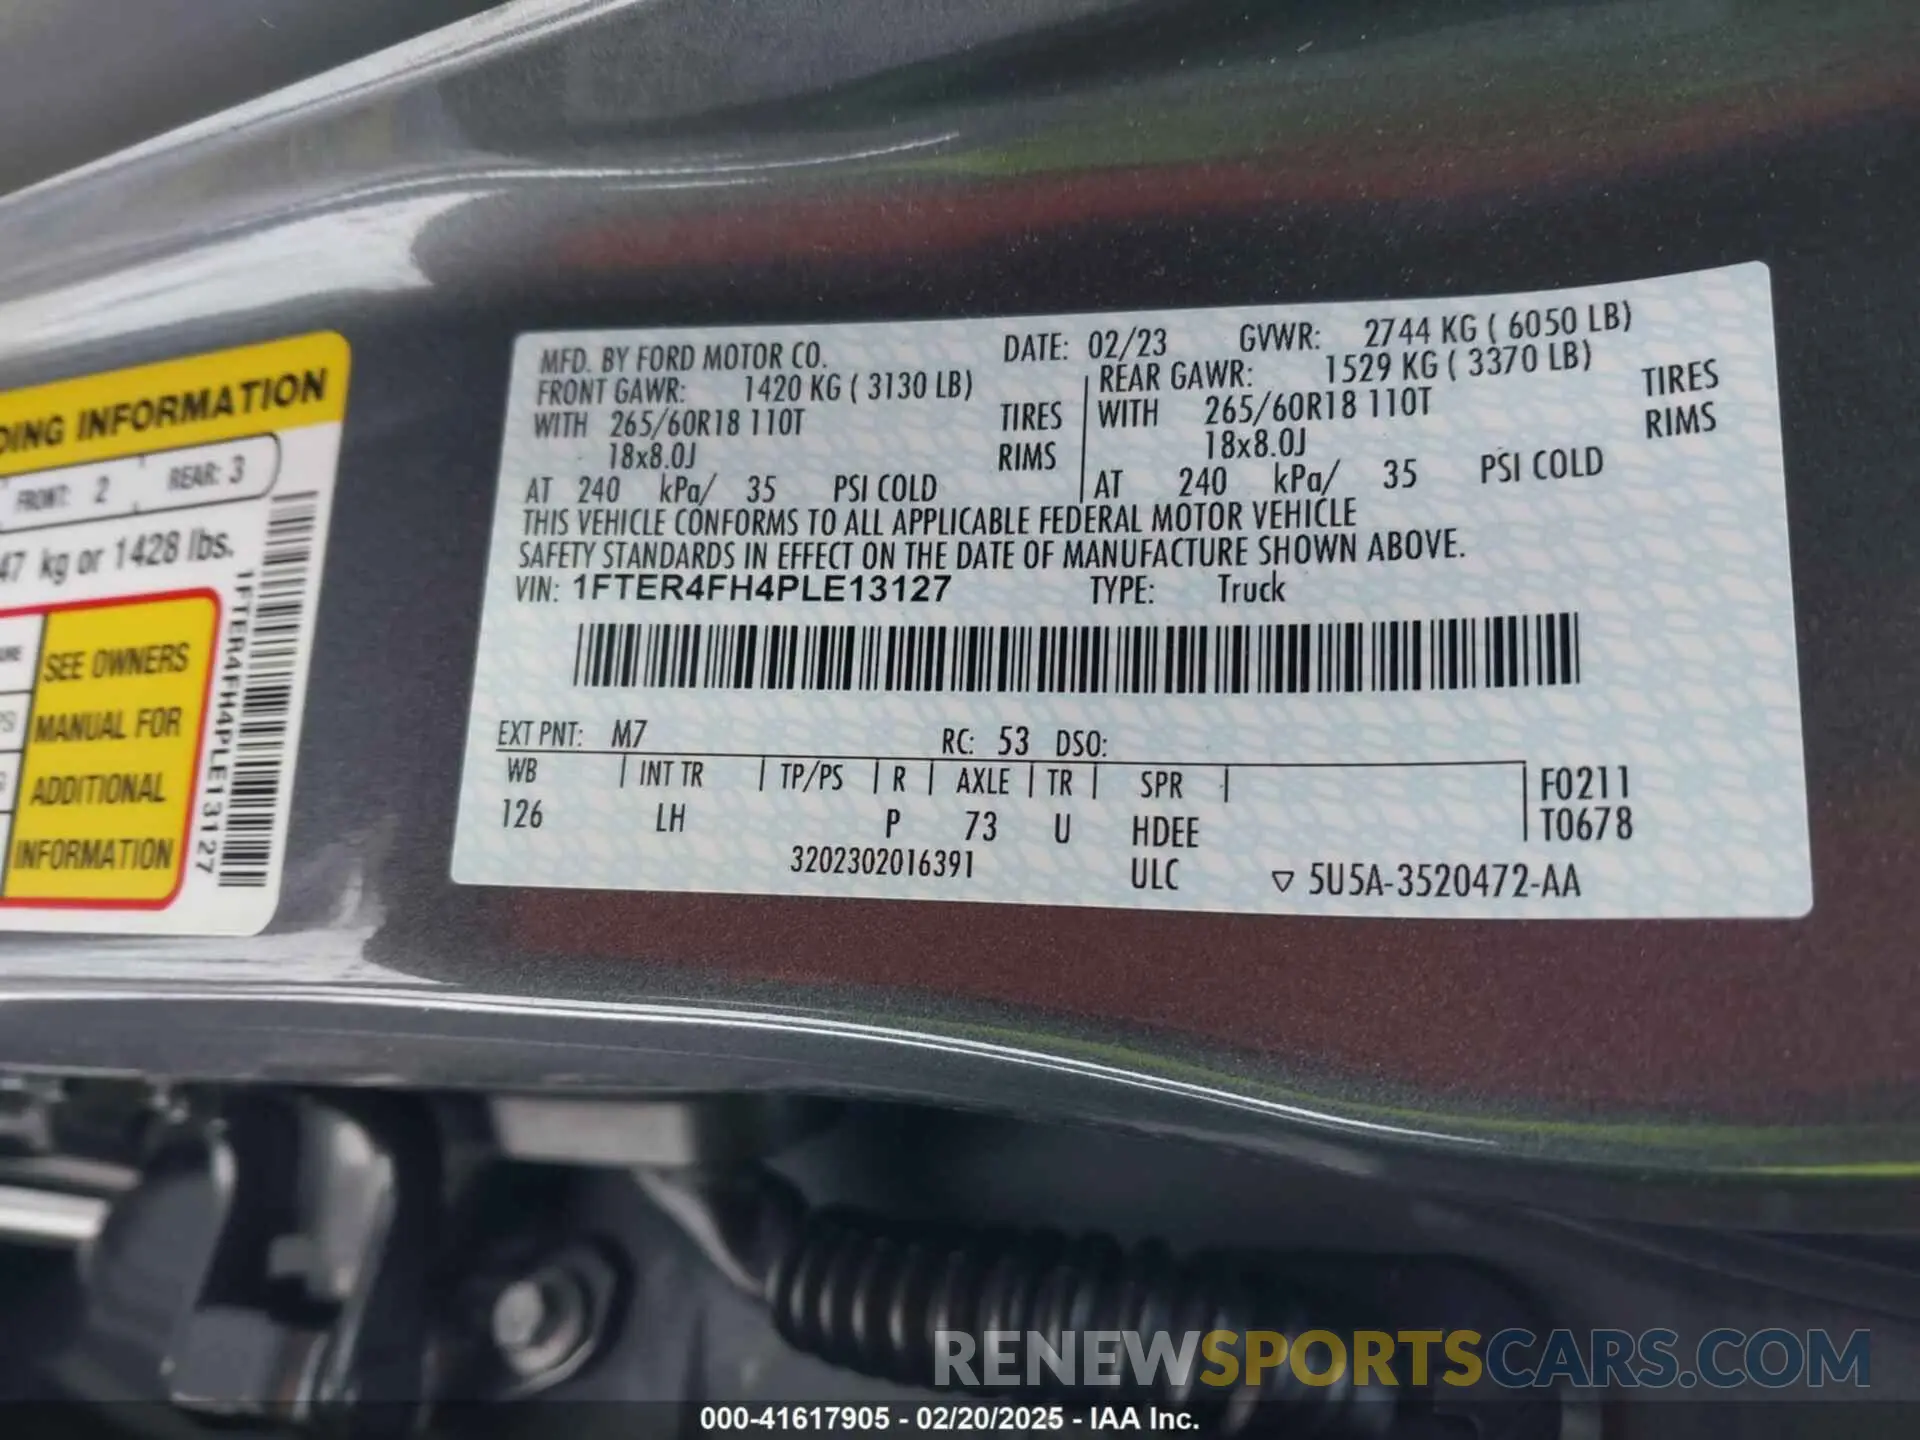 DING INFORMATION
FRONT: 2 REAR: 3
47 kg or 1428 lbs.
SEE OWNERS
MANUAL FOR
ADDITIONAL
INFORMATION
1FTER4FH4PLE13127
MFD. BY FORD MOTOR CO. DATE: 02/23 GVWR: 2744 KG ( 6050 LB)
FRONT GAWR: 1420 KG ( 3130 LB) REAR GAWR: 1529 KG ( 3370 LB)
WITH 265/60R18 110T TIRES WITH 265/60R18 110T TIRES
18x8.0J RIMS 18x8.0J RIMS
AT 240 kPa/ 35 PSI COLD AT 240 kPa/ 35 PSI COLD
THIS VEHICLE CONFORMS TO ALL APPLICABLE FEDERAL MOTOR VEHICLE
SAFETY STANDARDS IN EFFECT ON THE DATE OF MANUFACTURE SHOWN ABOVE.
VIN: 1FTER4FH4PLE13127 TYPE: Truck
EXT PNT: M7 RC: 53 DSO:
WB INT TR TP/PS R AXLE TR SPR F0211
126 LH P 73 U HDEE T0678
3202302016391 ULC ▽ 5U5A-3520472-AA
RENEWSPORTSCARS.COM
000-41617905 - 02/20/2025 - IAA Inc.